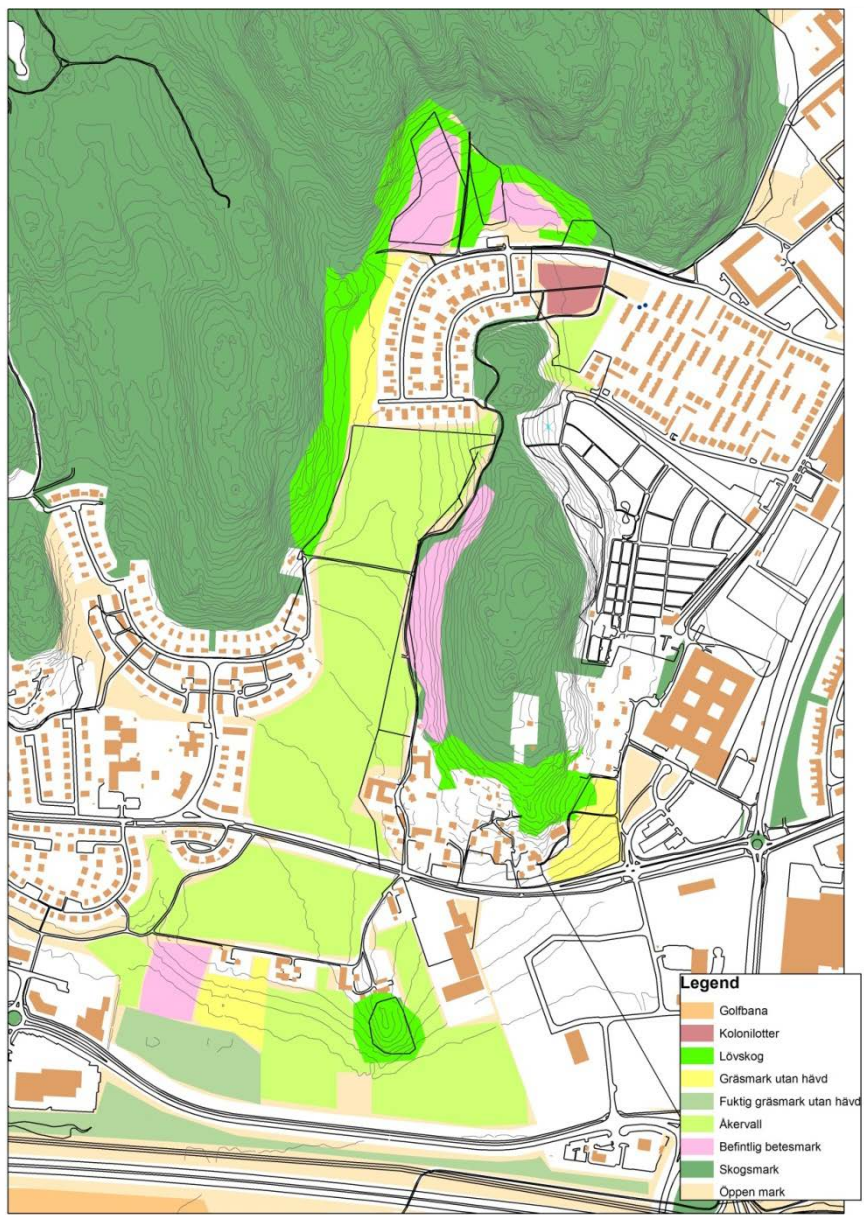 Legend
Golfbana
Kolonilotter
Lövskog
Gräsmark utan hävd
Fuktig gräsmark utan hävd
Åkervall
Befintlig betesmark
Skogsmark
Öppen mark